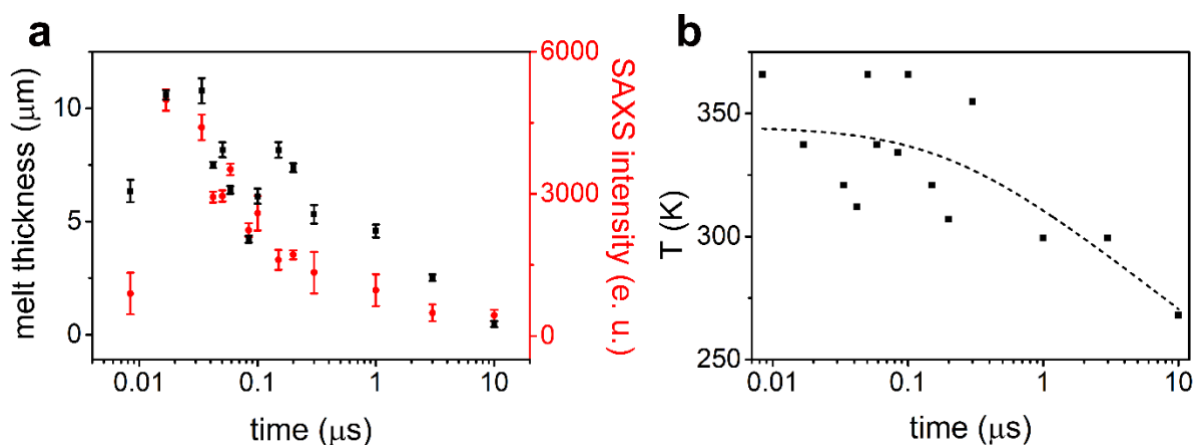 a
melt thickness (μm)
10
5
0
0.01
0.1
1
10
time (μs)
6000
3000
0
SAXS intensity (e. u.)
b
T (K)
350
300
250
0.01
0.1
1
10
time (μs)